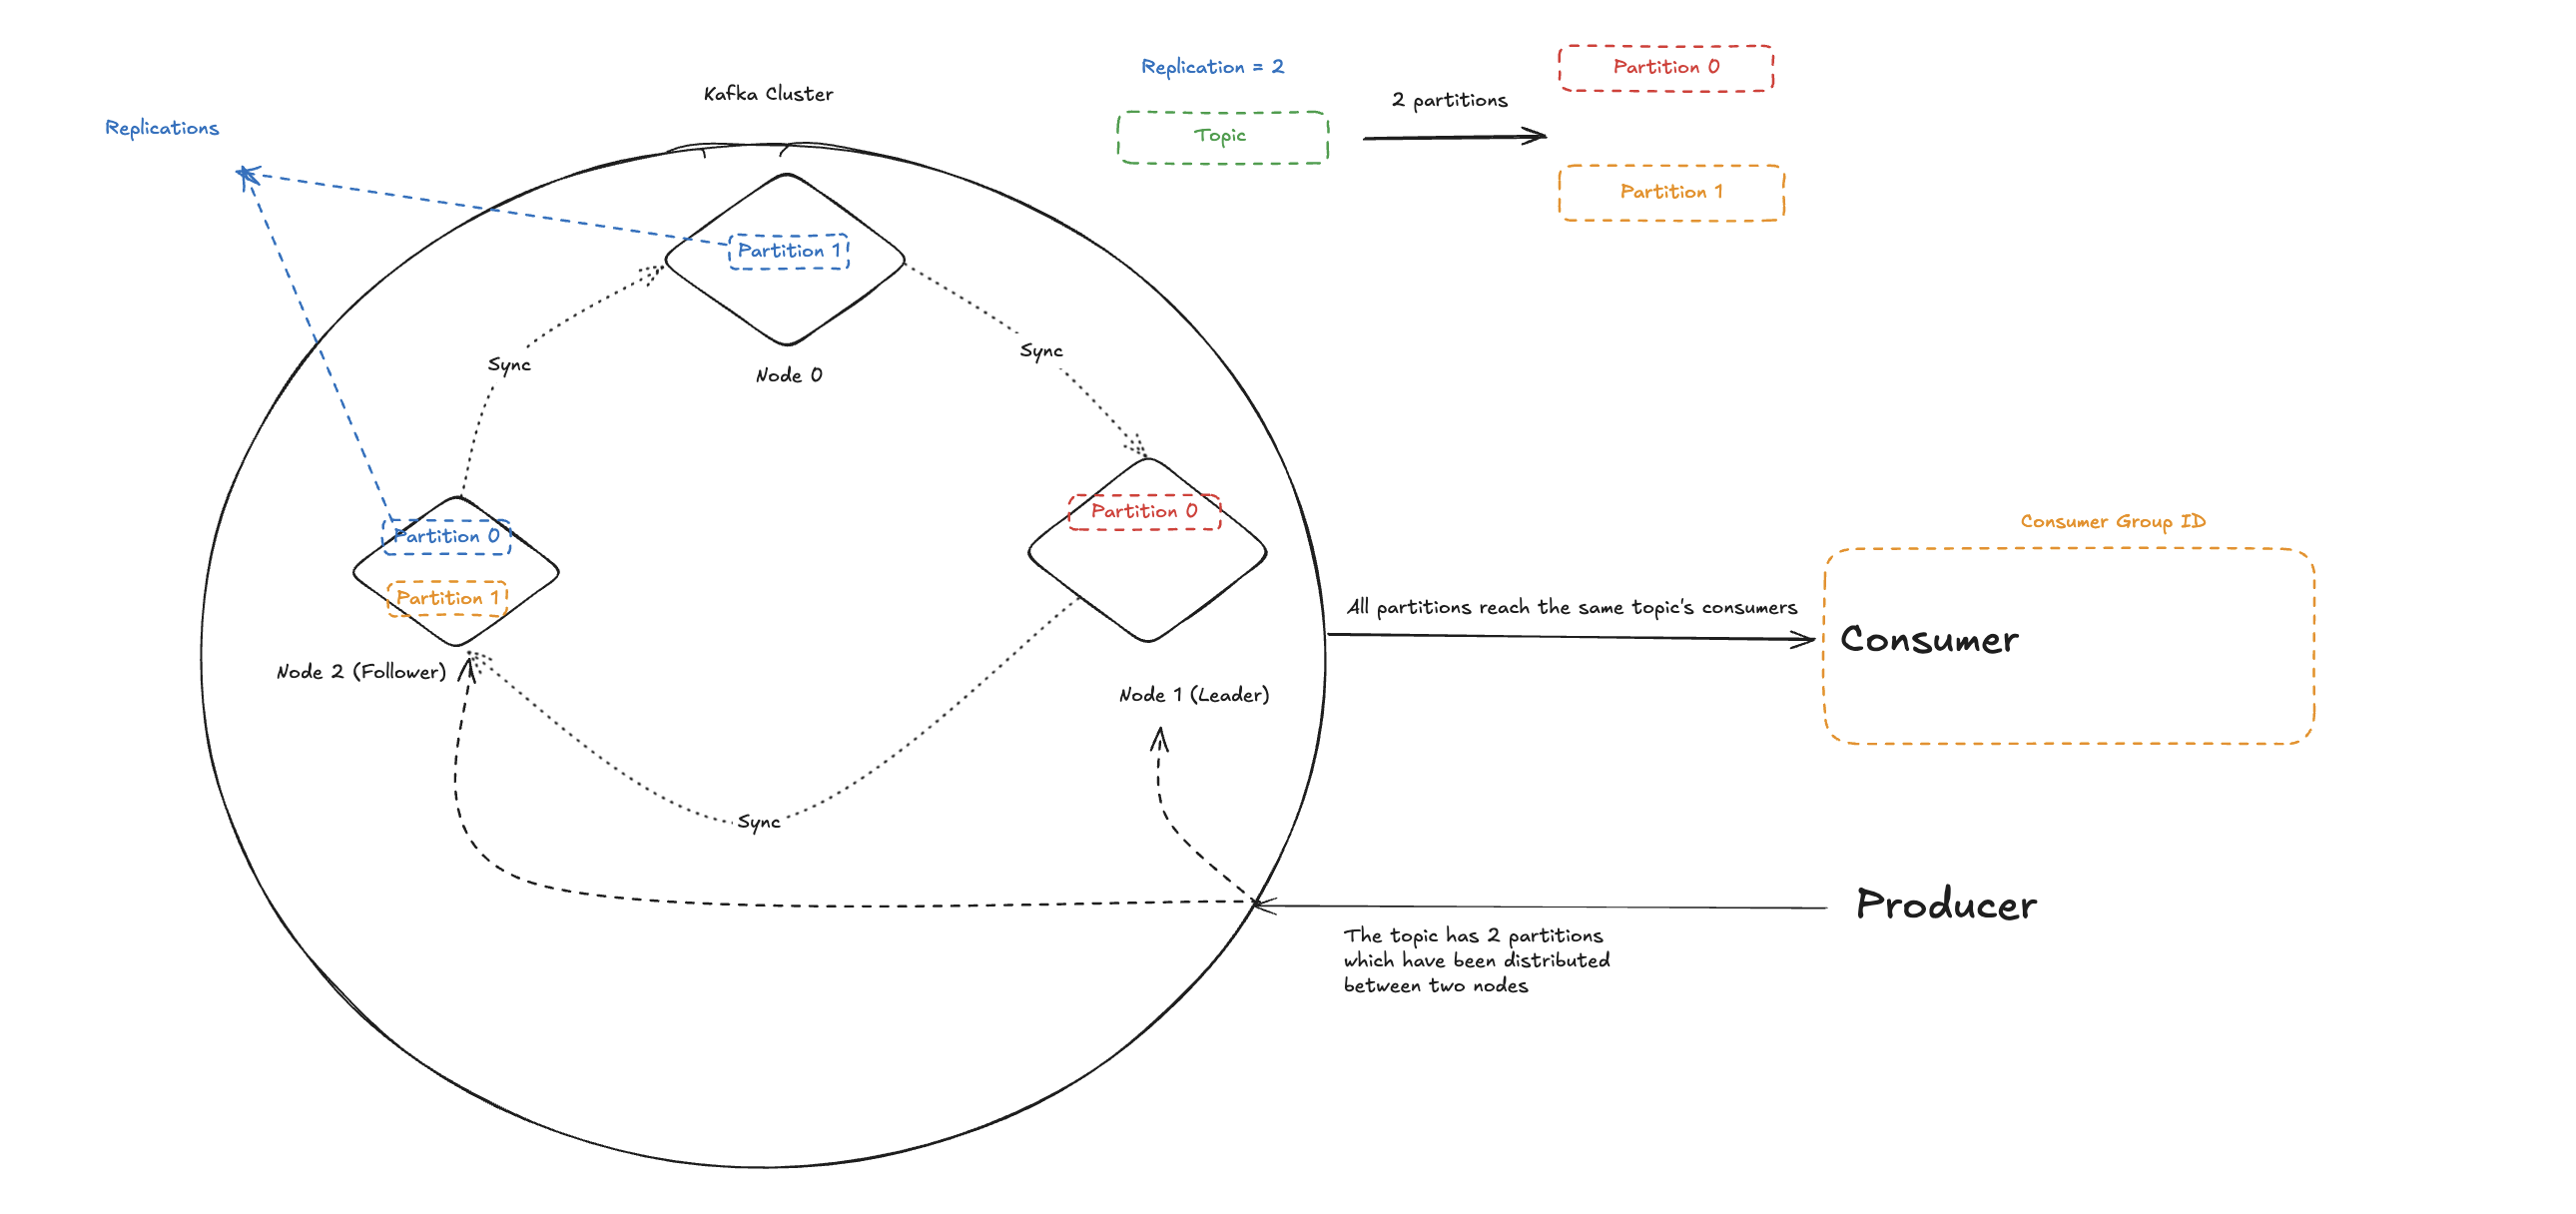 Kafka Cluster
Replications
Replication = 2
Topic
2 partitions
Partition 0
Partition 1
Partition 1
Node 0
Sync
Sync
Partition 0
Partition 1
Node 2 (Follower)
Partition 0
Node 1 (Leader)
Sync
All partitions reach the same topic's consumers
Consumer Group ID
Consumer
Producer
The topic has 2 partitions
which have been distributed
between two nodes